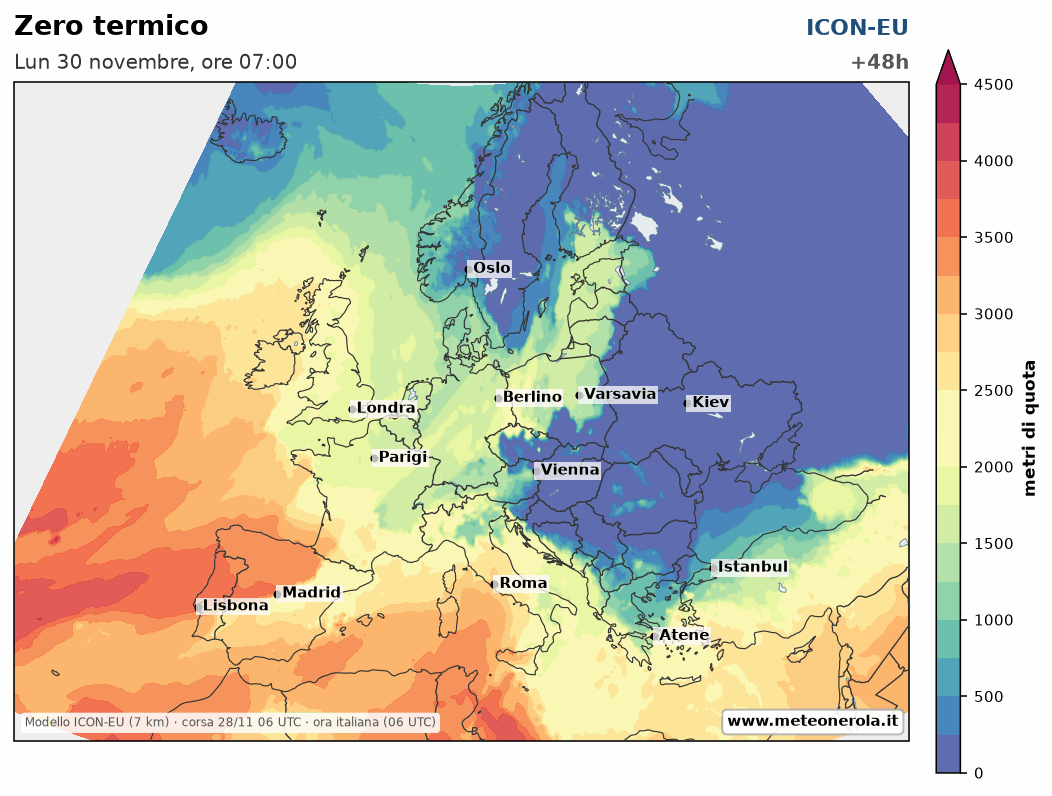 Zero termico
ICON-EU
Lun 30 novembre, ore 07:00
+48h
4500
4000
3500
3000
2500
2000
1500
1000
500
0
metri di quota
Oslo
Londra
Berlino
Varsavia
Kiev
Parigi
Vienna
Istanbul
Roma
Madrid
Lisbona
Atene
Modello ICON-EU (7 km) · corsa 28/11 06 UTC · ora italiana (06 UTC)
www.meteonerola.it